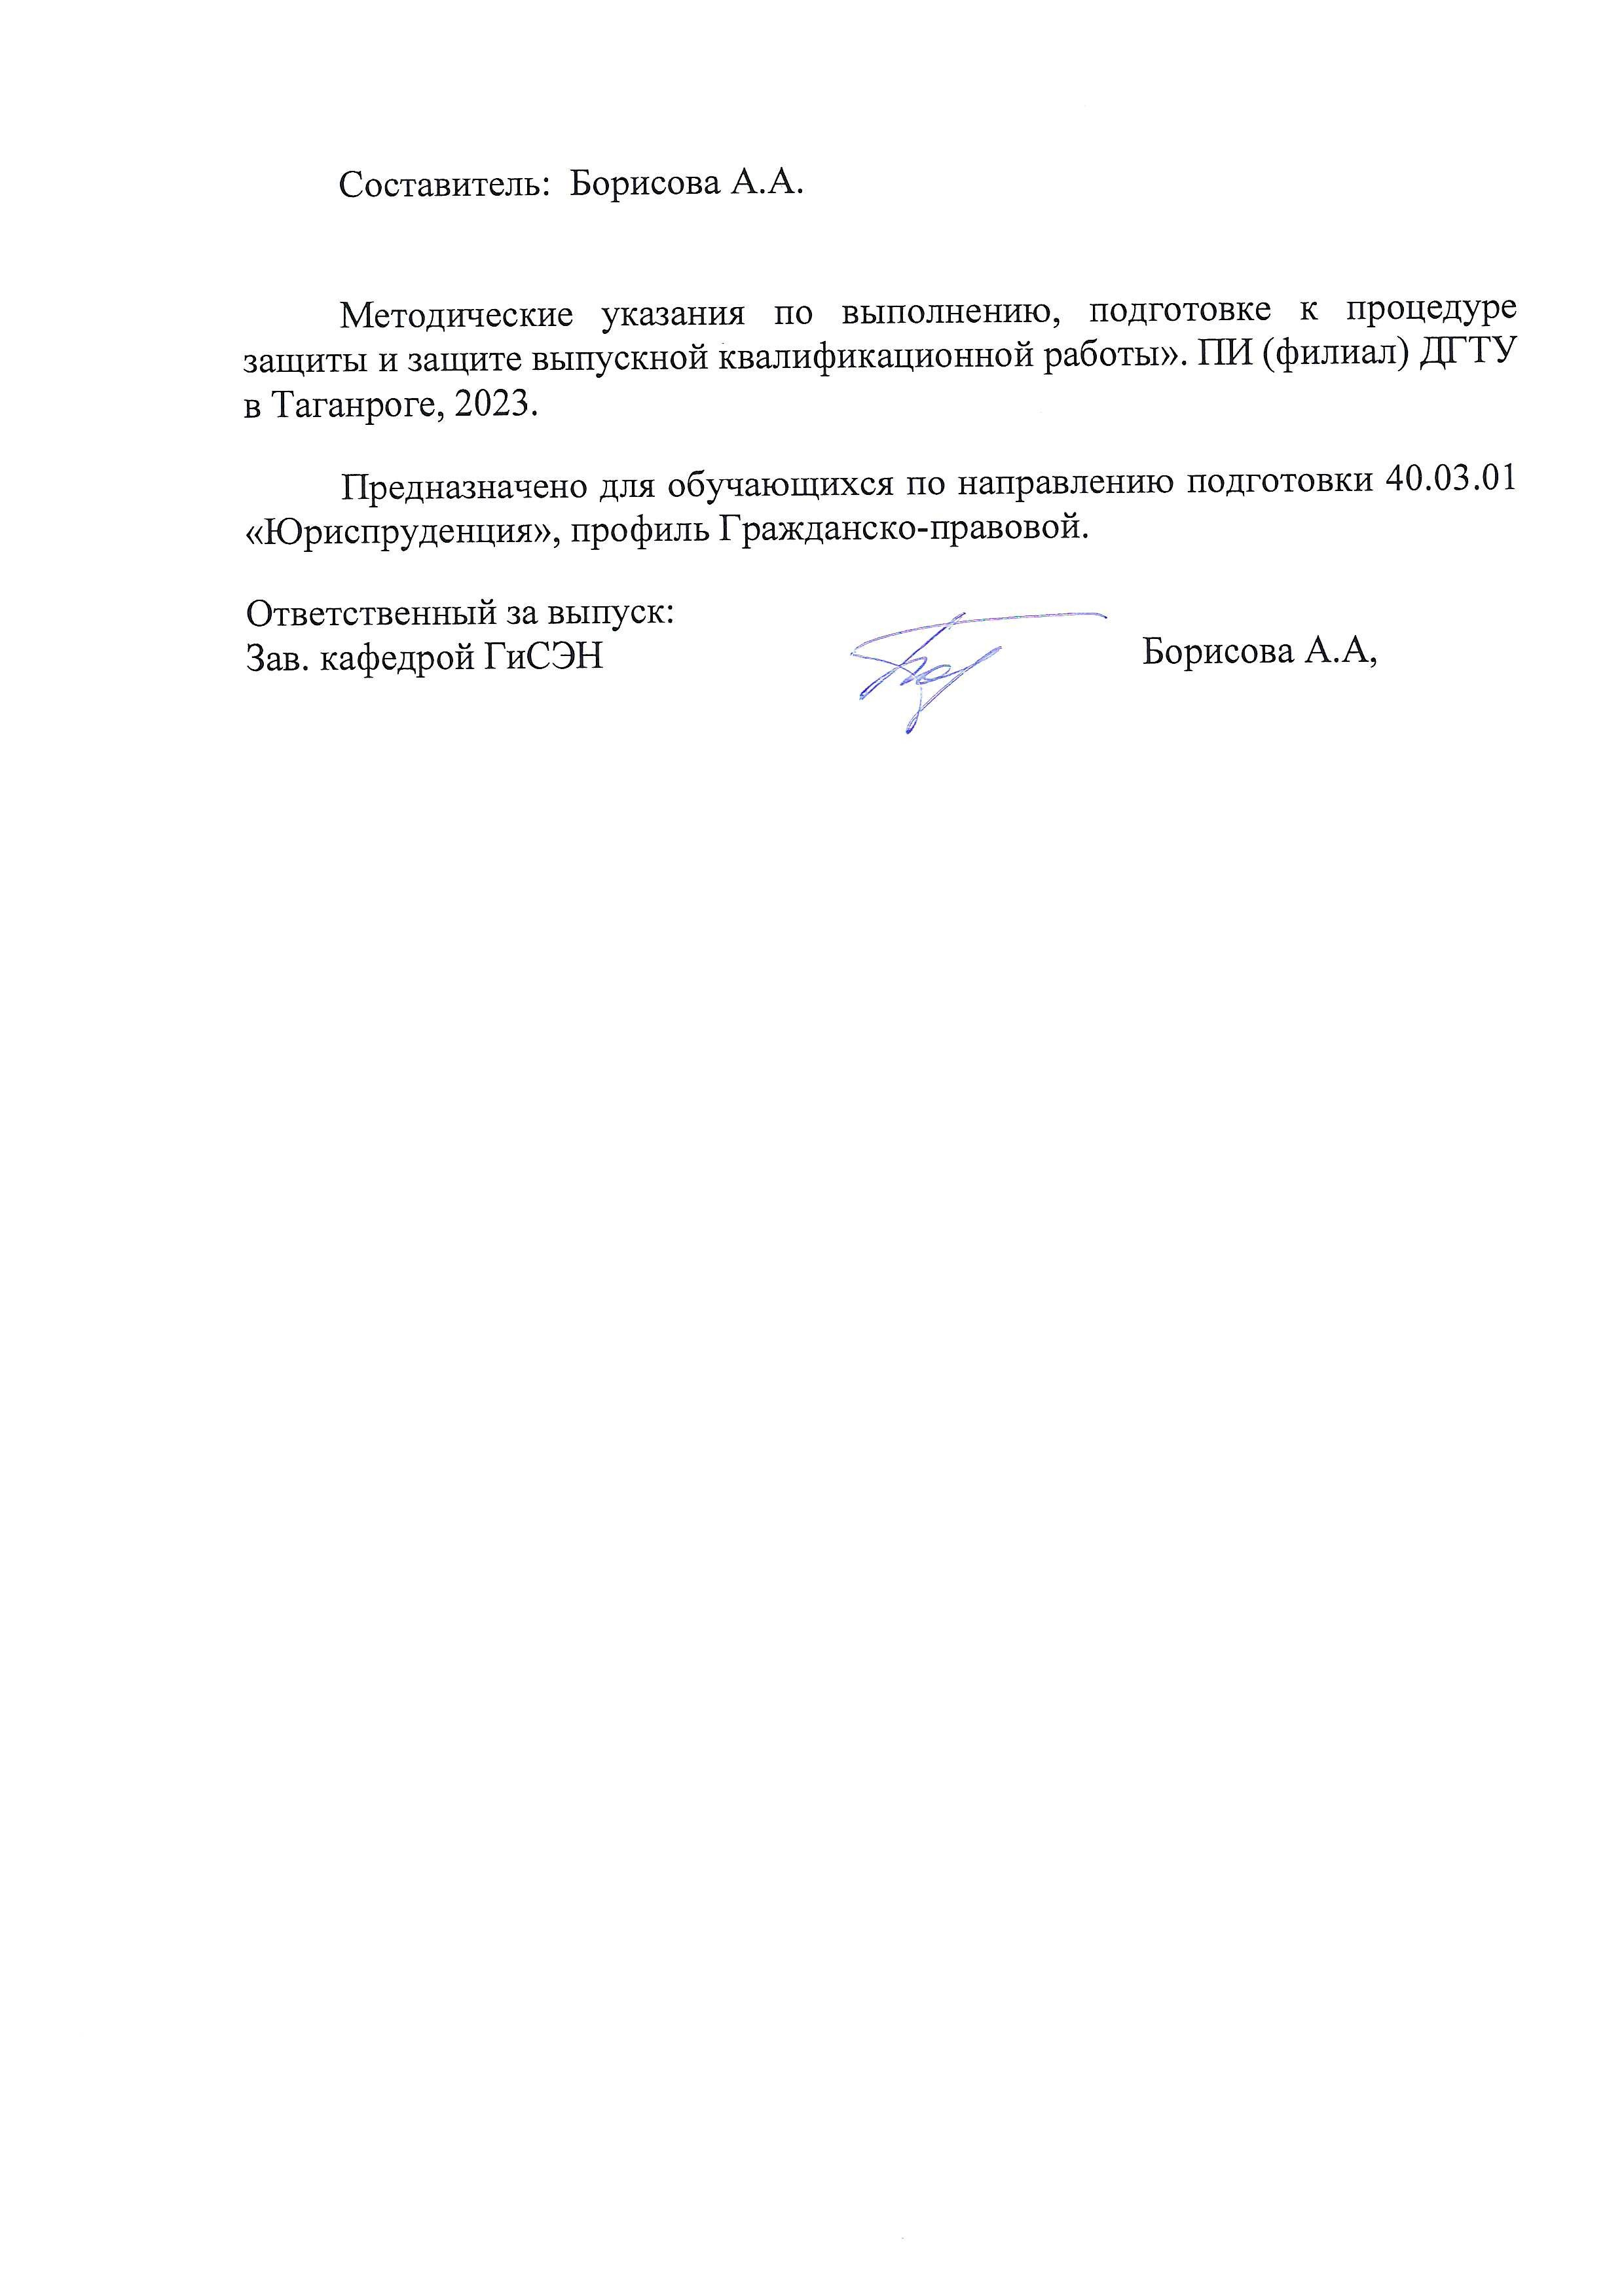 Составитель: Борисова А.А.
Методические указания по выполнению, подготовке к процедуре
защиты и защите выпускной квалификационной работы». ПИ (филиал) ДГТУ
в Таганроге, 2023.
Предназначено для обучающихся по направлению подготовки 40.03.01
«Юриспруденция», профиль Гражданско-правовой.
Ответственный за выпуск:
Зав. кафедрой ГиСЭН Борисова А.А,